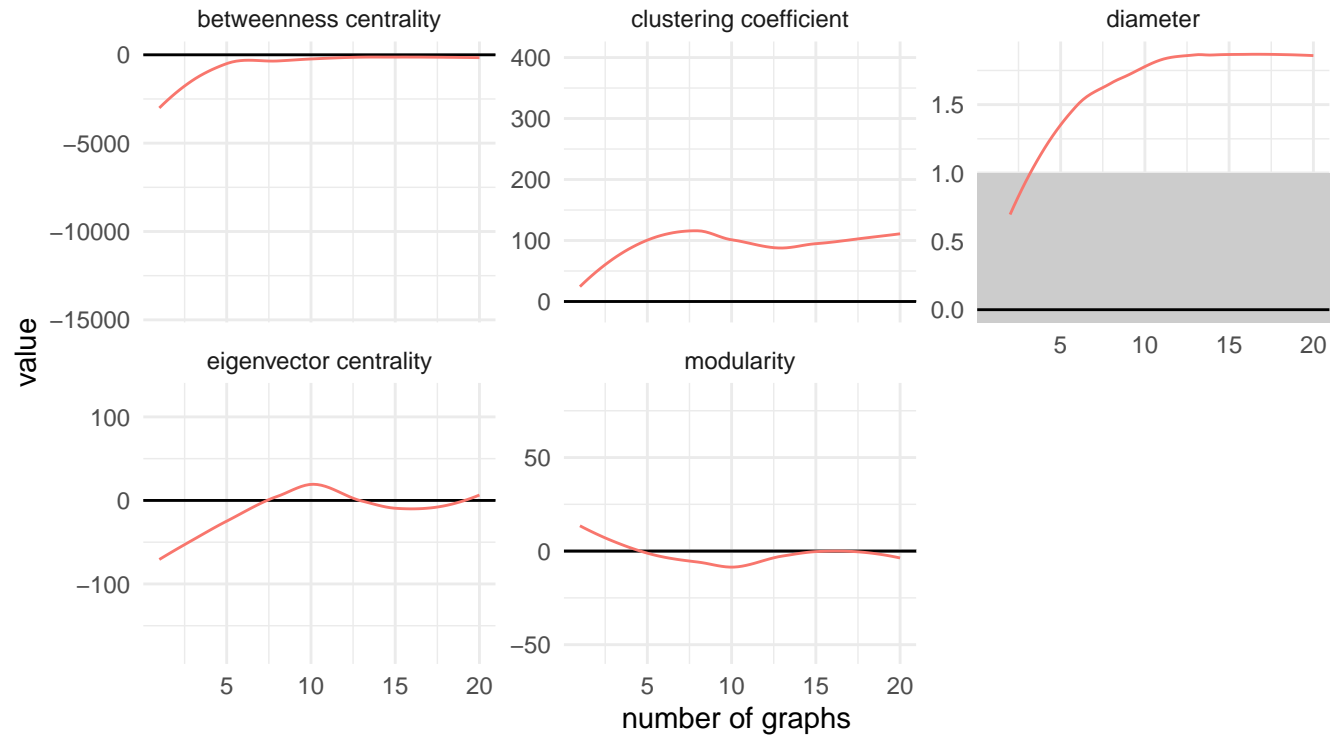 betweenness centrality
clustering coefficient
diameter
0
−5000
−10000
−15000
400
300
200
100
0
1.5
1.0
0.5
0.0
5 10 15 20
value
eigenvector centrality
modularity
100
0
−100
50
0
−50
5 10 15 20
5 10 15 20
number of graphs